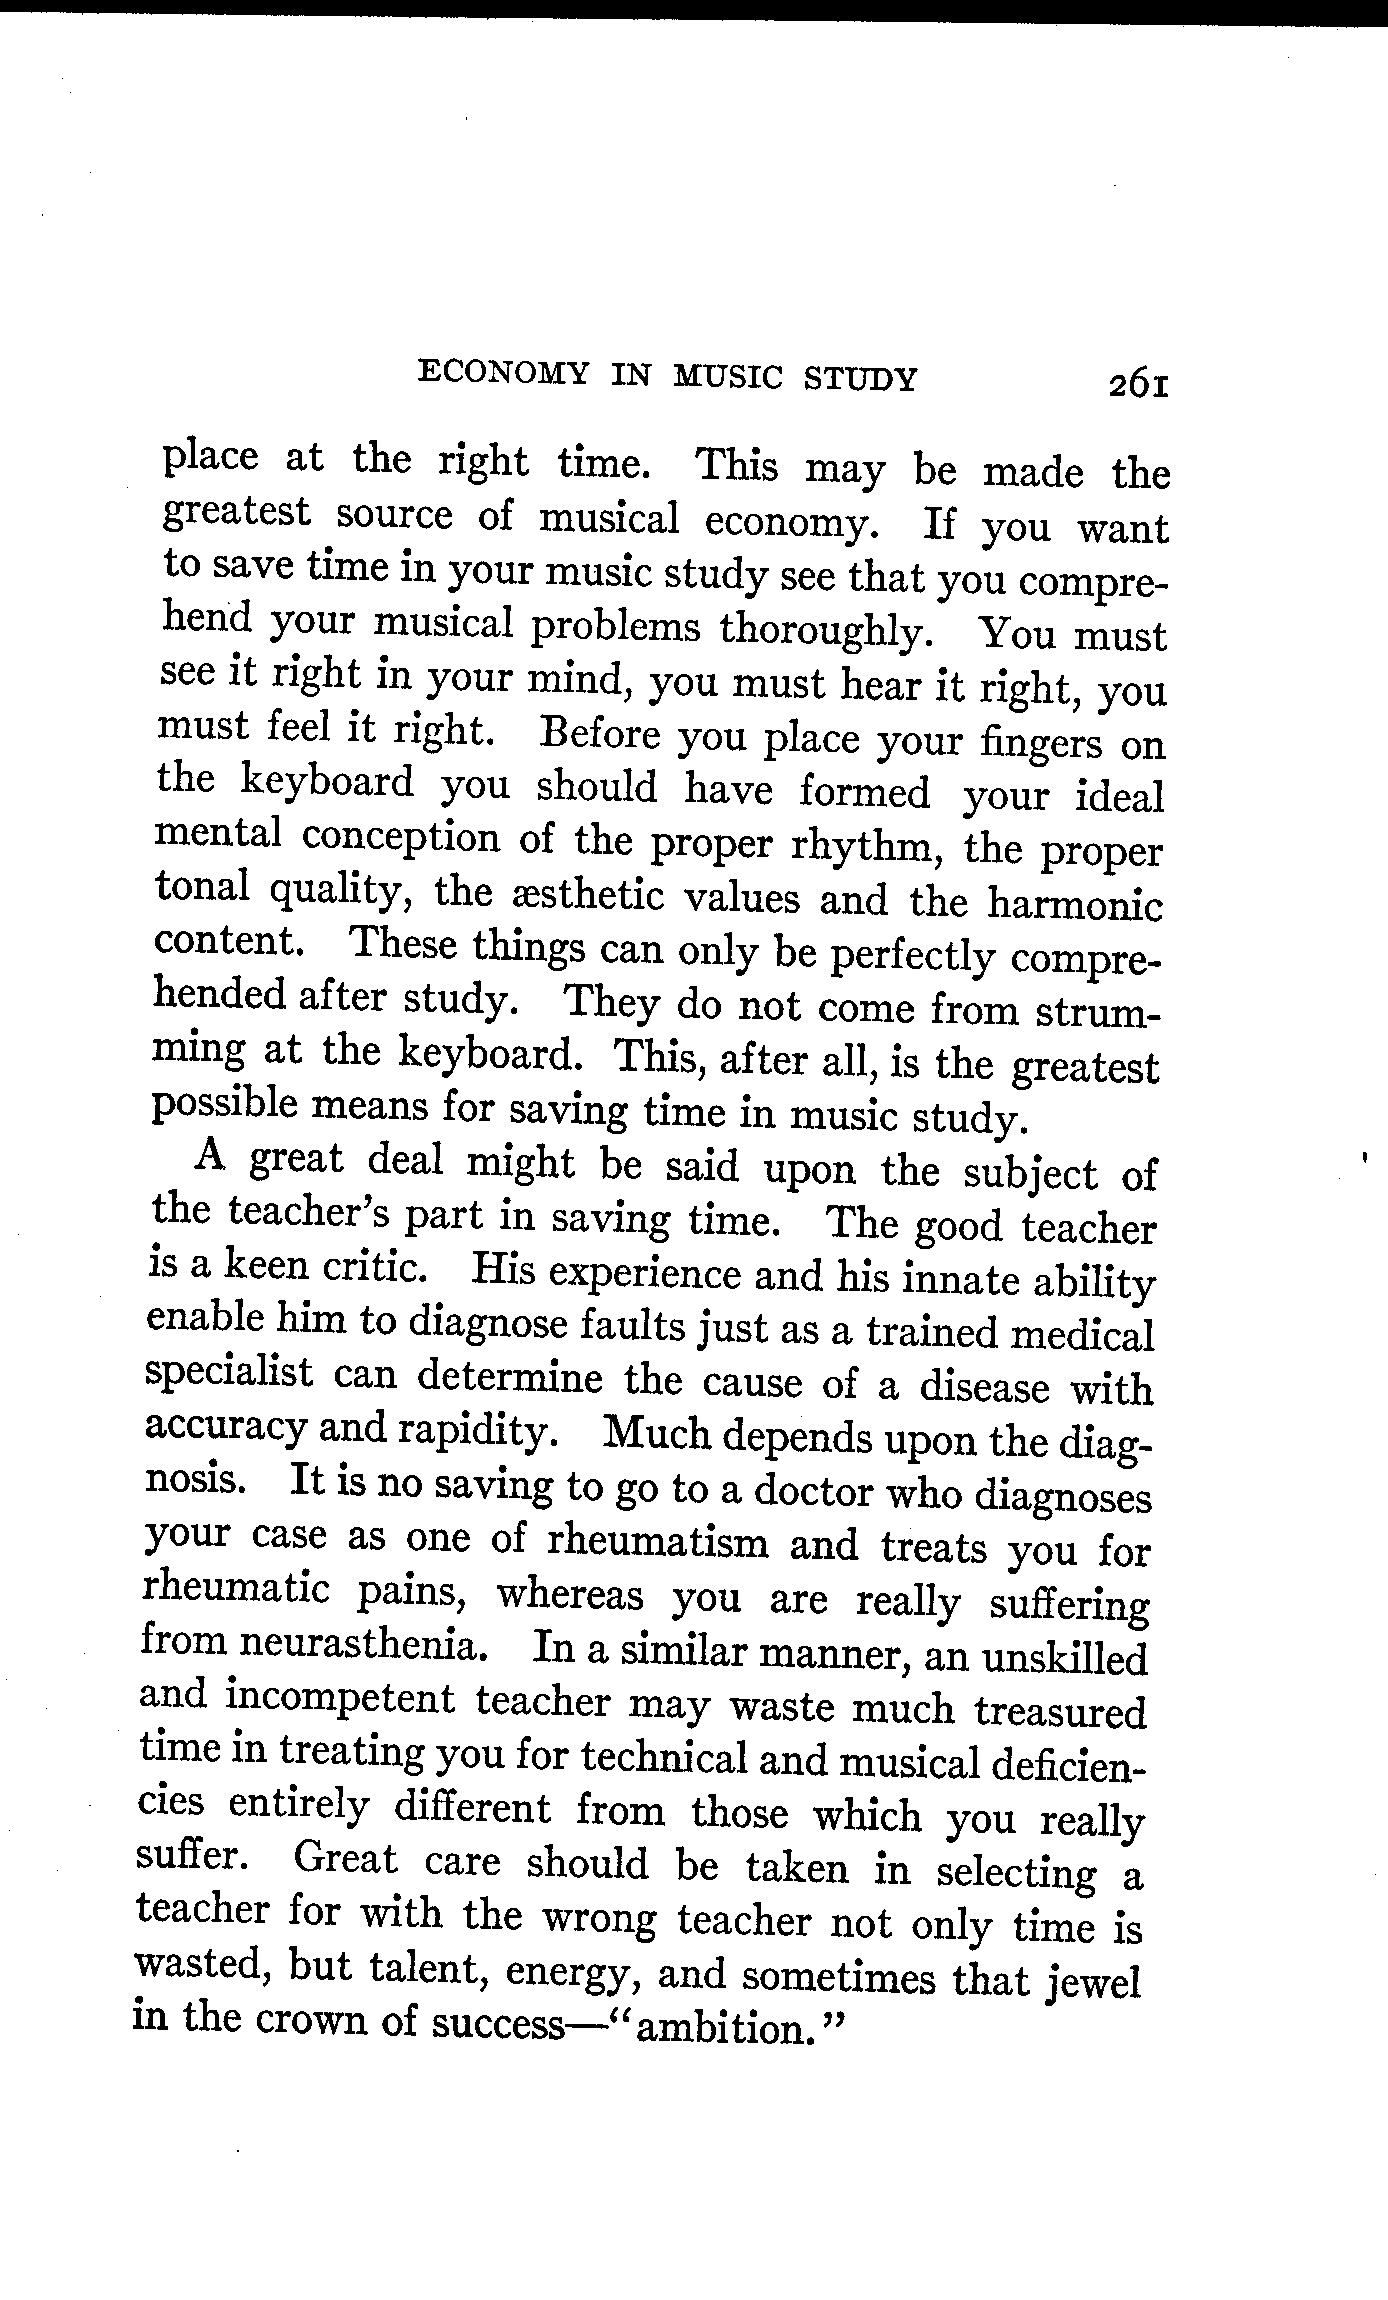 ECONOMY IN MUSIC STUDY 261
place at the right time. This may be made the
greatest source of musical economy. If you want
to save time in your music study see that you compre-
hend your musical problems thoroughly. You must
see it right in your mind, you must hear it right, you
must feel it right. Before you place your fingers on
the keyboard you should have formed your ideal
mental conception of the proper rhythm, the proper
tonal quality, the æsthetic values and the harmonic
content. These things can only be perfectly compre-
hended after study. They do not come from strum-
ming at the keyboard. This, after all, is the greatest
possible means for saving time in music study.
A great deal might be said upon the subject of
the teacher's part in saving time. The good teacher
is a keen critic. His experience and his innate ability
enable him to diagnose faults just as a trained medical
specialist can determine the cause of a disease with
accuracy and rapidity. Much depends upon the diag-
nosis. It is no saving to go to a doctor who diagnoses
your case as one of rheumatism and treats you for
rheumatic pains, whereas you are really suffering
from neurasthenia. In a similar manner, an unskilled
and incompetent teacher may waste much treasured
time in treating you for technical and musical deficien-
cies entirely different from those which you really
suffer. Great care should be taken in selecting a
teacher for with the wrong teacher not only time is
wasted, but talent, energy, and sometimes that jewel
in the crown of success—“ambition.”